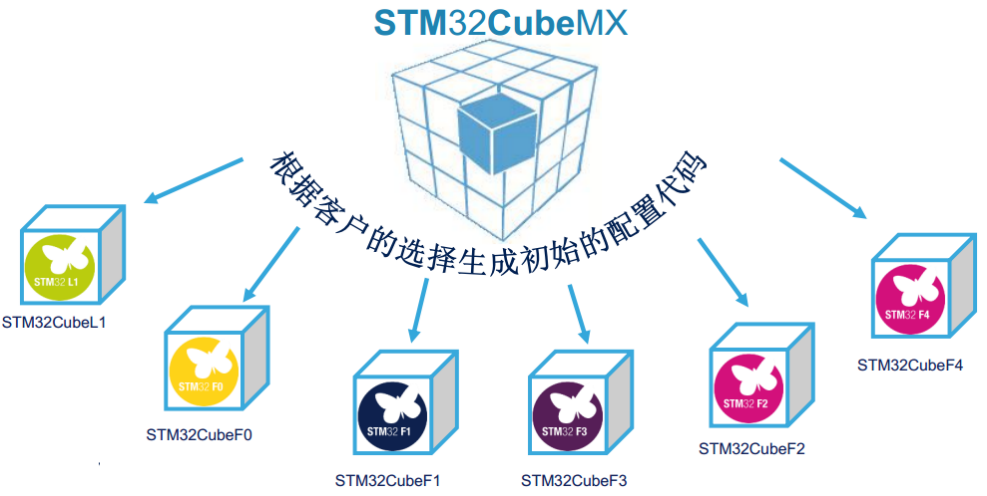 STM32CubeMX
根据客户的选择生成初始的配置代码
STM32 L1
STM32CubeL1
STM32 F0
STM32CubeF0
STM32 F1
STM32CubeF1
STM32 F3
STM32CubeF3
STM32 F2
STM32CubeF2
STM32 F4
STM32CubeF4